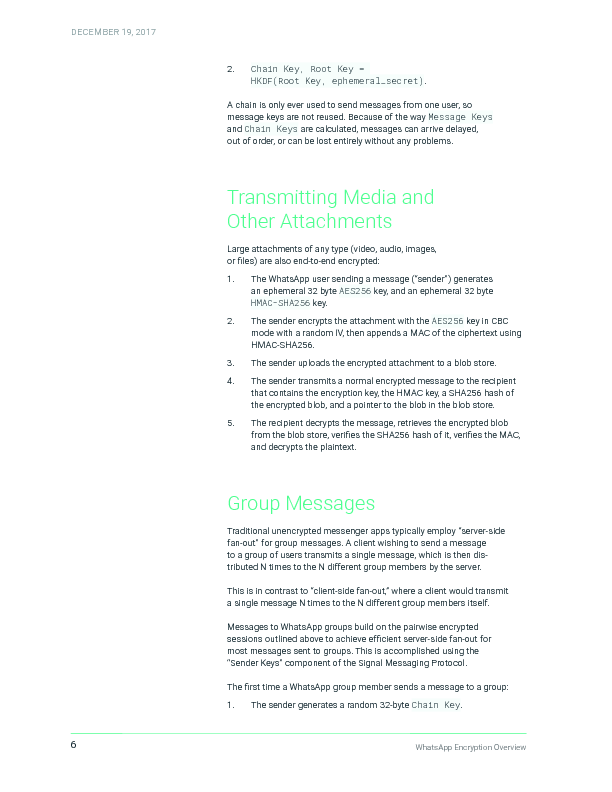 DECEMBER 19, 2017
2. Chain Key, Root Key =
HKDF(Root Key, ephemeral_secret).
A chain is only ever used to send messages from one user, so
message keys are not reused. Because of the way Message Keys
and Chain Keys are calculated, messages can arrive delayed,
out of order, or can be lost entirely without any problems.
Transmitting Media and
Other Attachments
Large attachments of any type (video, audio, images,
or files) are also end-to-end encrypted:
1. The WhatsApp user sending a message (“sender”) generates
an ephemeral 32 byte AES256 key, and an ephemeral 32 byte
HMAC-SHA256 key.
2. The sender encrypts the attachment with the AES256 key in CBC
mode with a random IV, then appends a MAC of the ciphertext using
HMAC-SHA256.
3. The sender uploads the encrypted attachment to a blob store.
4. The sender transmits a normal encrypted message to the recipient
that contains the encryption key, the HMAC key, a SHA256 hash of
the encrypted blob, and a pointer to the blob in the blob store.
5. The recipient decrypts the message, retrieves the encrypted blob
from the blob store, verifies the SHA256 hash of it, verifies the MAC,
and decrypts the plaintext.
Group Messages
Traditional unencrypted messenger apps typically employ “server-side
fan-out” for group messages. A client wishing to send a message
to a group of users transmits a single message, which is then dis-
tributed N times to the N different group members by the server.
This is in contrast to “client-side fan-out,” where a client would transmit
a single message N times to the N different group members itself.
Messages to WhatsApp groups build on the pairwise encrypted
sessions outlined above to achieve efficient server-side fan-out for
most messages sent to groups. This is accomplished using the
“Sender Keys” component of the Signal Messaging Protocol.
The first time a WhatsApp group member sends a message to a group:
1. The sender generates a random 32-byte Chain Key.
6
WhatsApp Encryption Overview